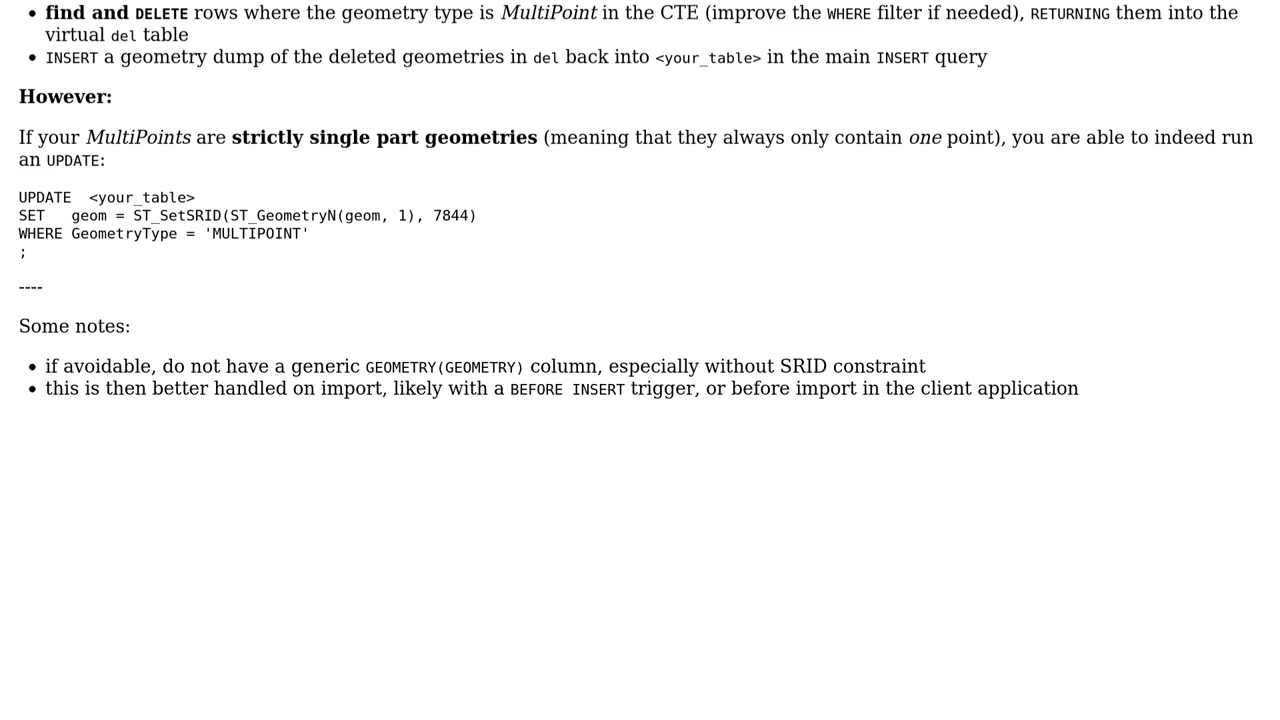 • find and DELETE rows where the geometry type is MultiPoint in the CTE (improve the WHERE filter if needed), RETURNING them into the
virtual del table
• INSERT a geometry dump of the deleted geometries in del back into <your_table> in the main INSERT query
However:
If your MultiPoints are strictly single part geometries (meaning that they always only contain one point), you are able to indeed run
an UPDATE:
UPDATE  <your_table>
SET   geom = ST_SetSRID(ST_GeometryN(geom, 1), 7844)
WHERE GeometryType = 'MULTIPOINT'
;
----
Some notes:
• if avoidable, do not have a generic GEOMETRY(GEOMETRY) column, especially without SRID constraint
• this is then better handled on import, likely with a BEFORE INSERT trigger, or before import in the client application